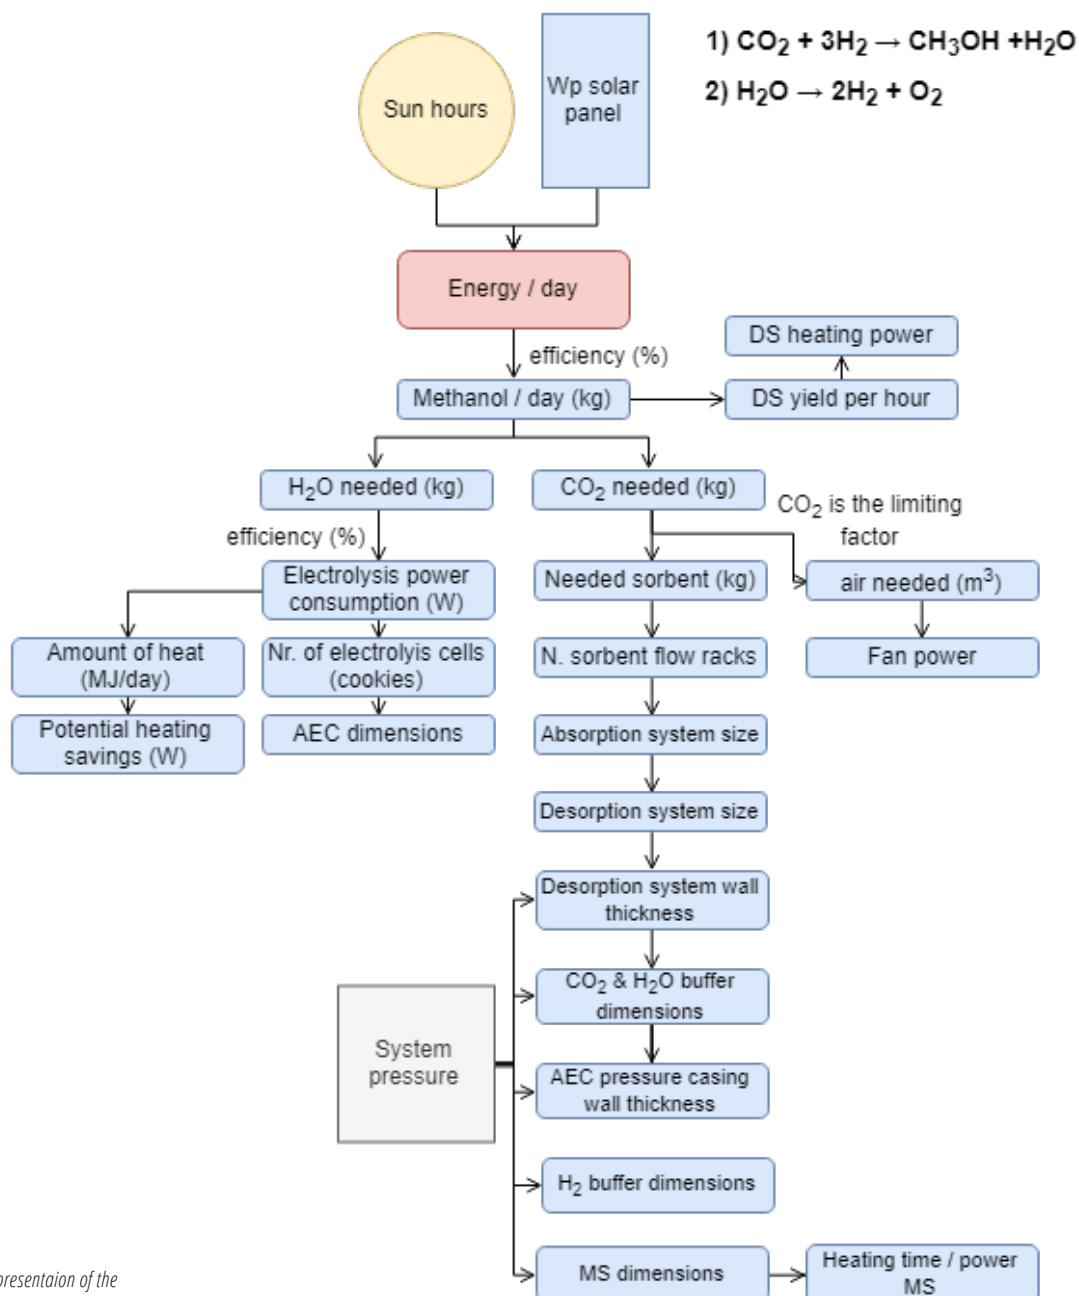 1) CO₂ + 3H₂ → CH₃OH +H₂O
2) H₂O → 2H₂ + O₂
Sun hours
Wp solar
panel
Energy / day
efficiency (%)
DS heating power
Methanol / day (kg)
DS yield per hour
H₂O needed (kg)
CO₂ needed (kg)
CO₂ is the limiting
factor
efficiency (%)
Electrolysis power
consumption (W)
Needed sorbent (kg)
air needed (m³)
Amount of heat
(MJ/day)
Nr. of electrolyis cells
(cookies)
N. sorbent flow racks
Fan power
Potential heating
savings (W)
AEC dimensions
Absorption system size
Desorption system size
Desorption system wall
thickness
CO₂ & H₂O buffer
dimensions
System
pressure
AEC pressure casing
wall thickness
H₂ buffer dimensions
MS dimensions
Heating time / power
MS
presentaion of the